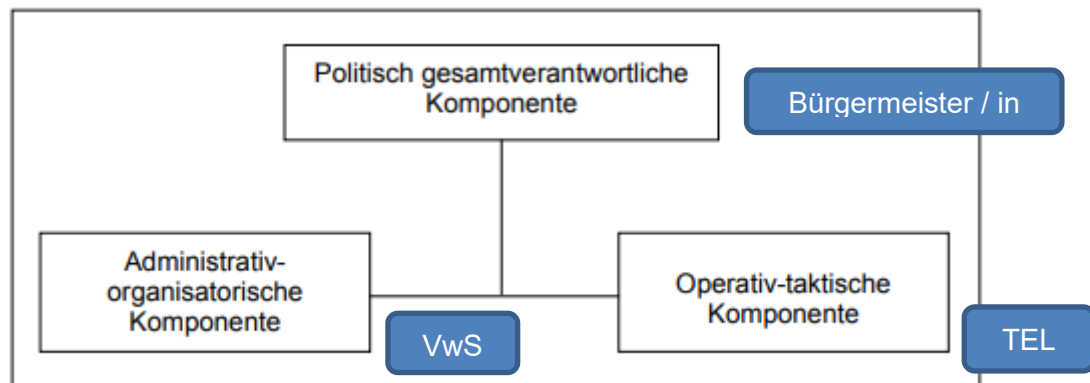 Politisch gesamtverantwortliche
Komponente
Bürgermeister / in
Administrativ-
organisatorische
Komponente
VwS
Operativ-taktische
Komponente
TEL